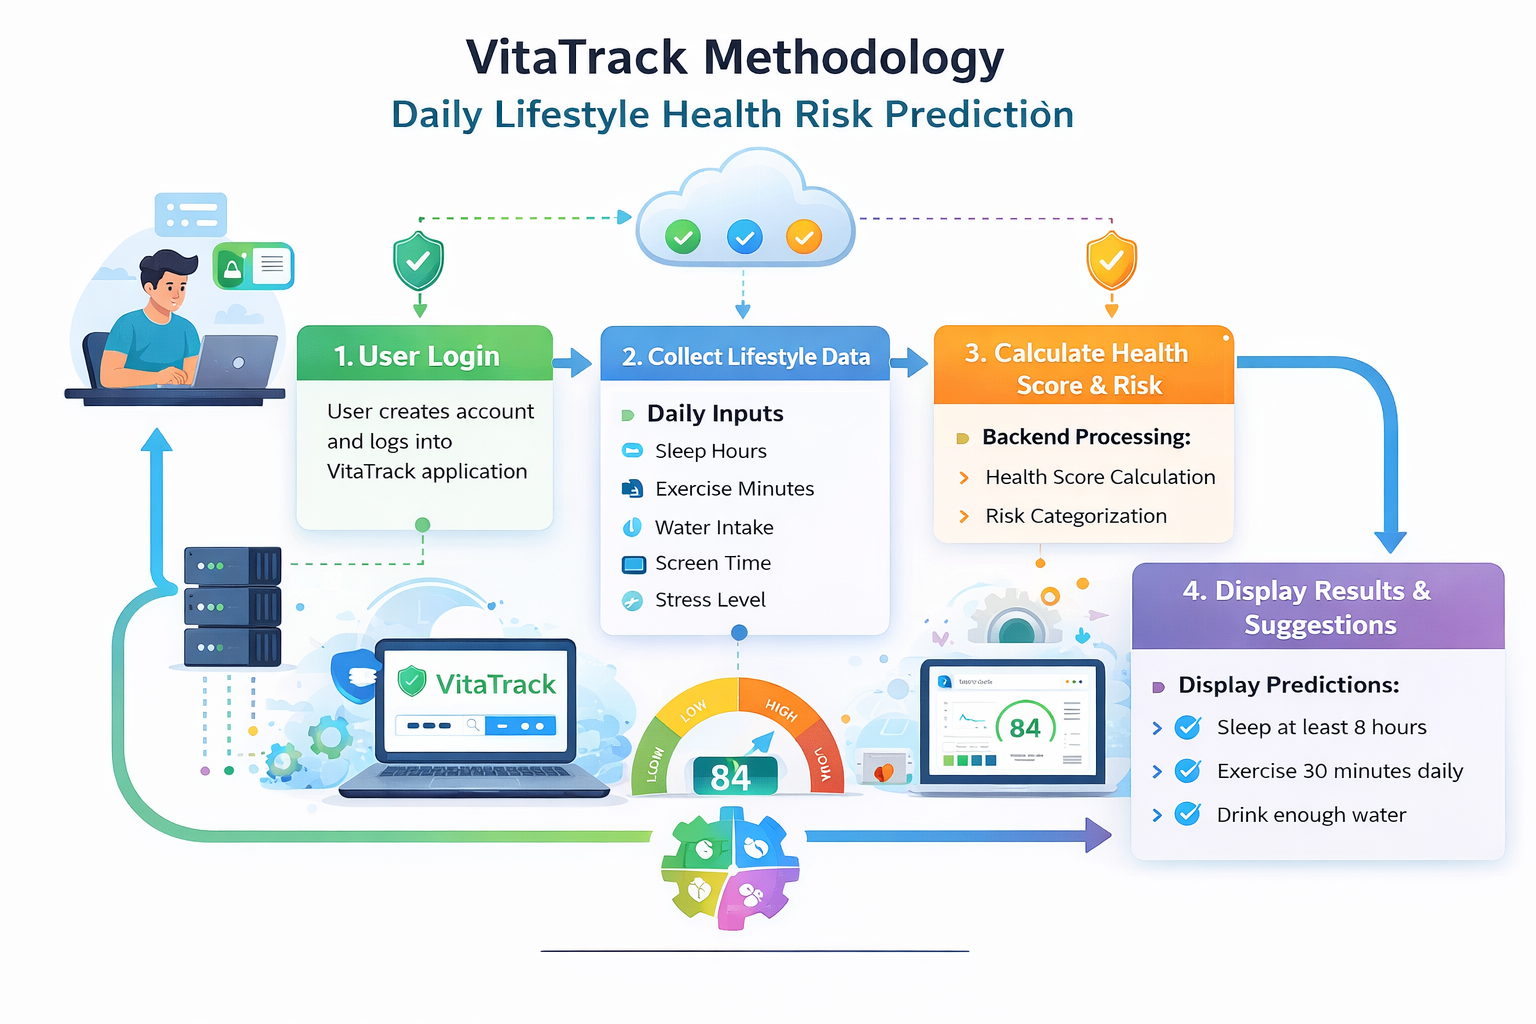 VitaTrack Methodology
Daily Lifestyle Health Risk Prediction
1. User Login
User creates account
and logs into
VitaTrack application
2. Collect Lifestyle Data
Daily Inputs
Sleep Hours
Exercise Minutes
Water Intake
Screen Time
Stress Level
3. Calculate Health
Score & Risk
Backend Processing:
Health Score Calculation
Risk Categorization
4. Display Results &
Suggestions
Display Predictions:
Sleep at least 8 hours
Exercise 30 minutes daily
Drink enough water
VitaTrack
LOW
HIGH
84
84